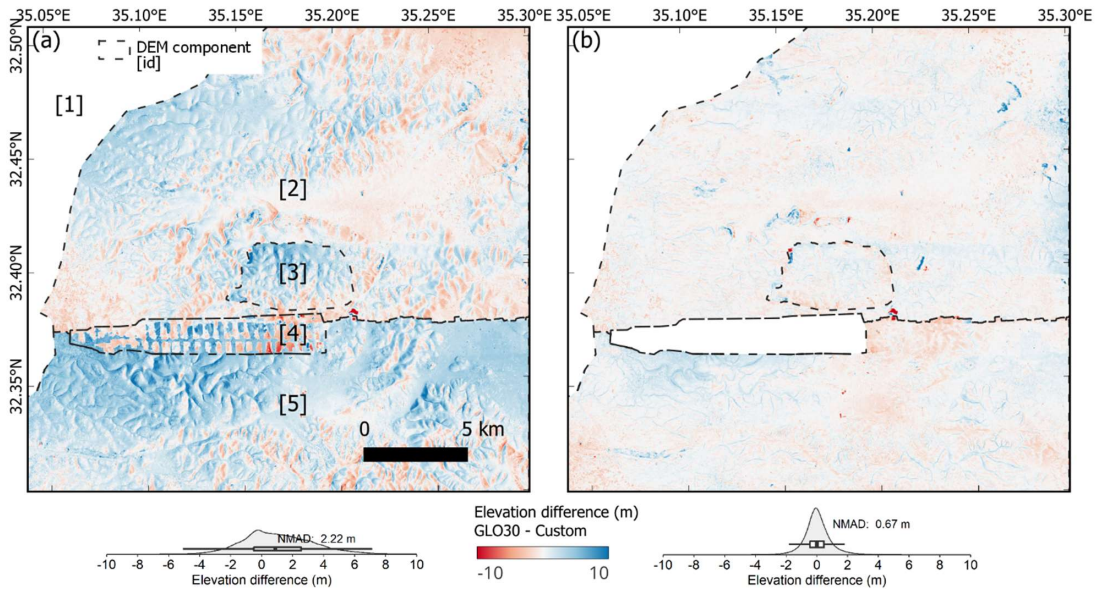 35.05°E 35.10°E 35.15°E 35.20°E 35.25°E 35.30°E
35.05°E 35.10°E 35.15°E 35.20°E 35.25°E 35.30°E
32.50°N
32.45°N
32.40°N
32.35°N
(a)
DEM component
[id]
[1]
[2]
[3]
[4]
[5]
0 5 km
(b)
NMAD: 2.22 m
-10 -8 -6 -4 -2 0 2 4 6 8 10
Elevation difference (m)
Elevation difference (m)
GLO30 - Custom
-10 10
NMAD: 0.67 m
-10 -8 -6 -4 -2 0 2 4 6 8 10
Elevation difference (m)